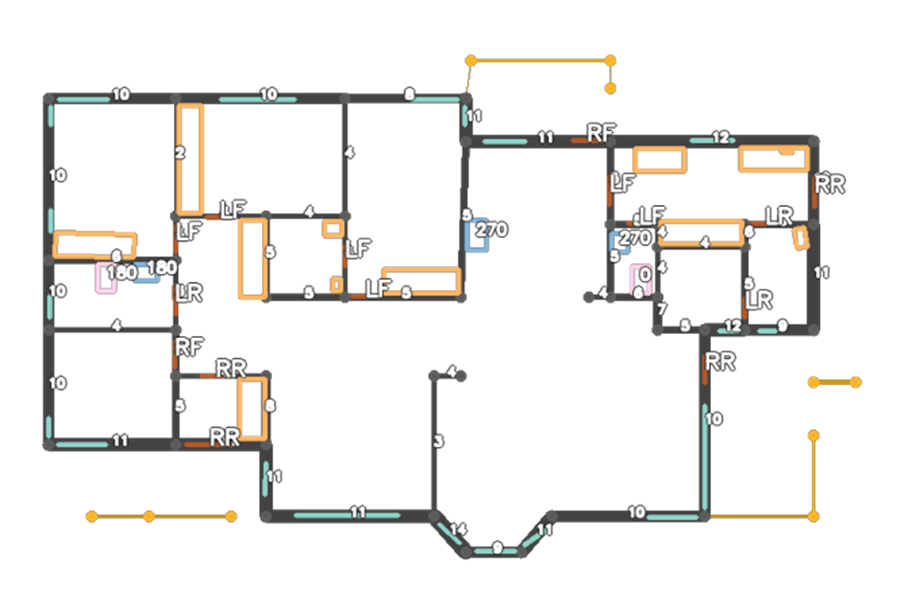 10 10 8
11
11 RF 12
2 4
10 LF RR
LF 4 LF LR
LF 5 270 270 4 4 6
6 5 LF 5
180 180 0 4 11
10 LR 5 LF 5 4 6 5 LR
7
4 5 12 9
RF
RR 4 RR
10
5 8
10
11 RR 3
11
11 10
14 11
9